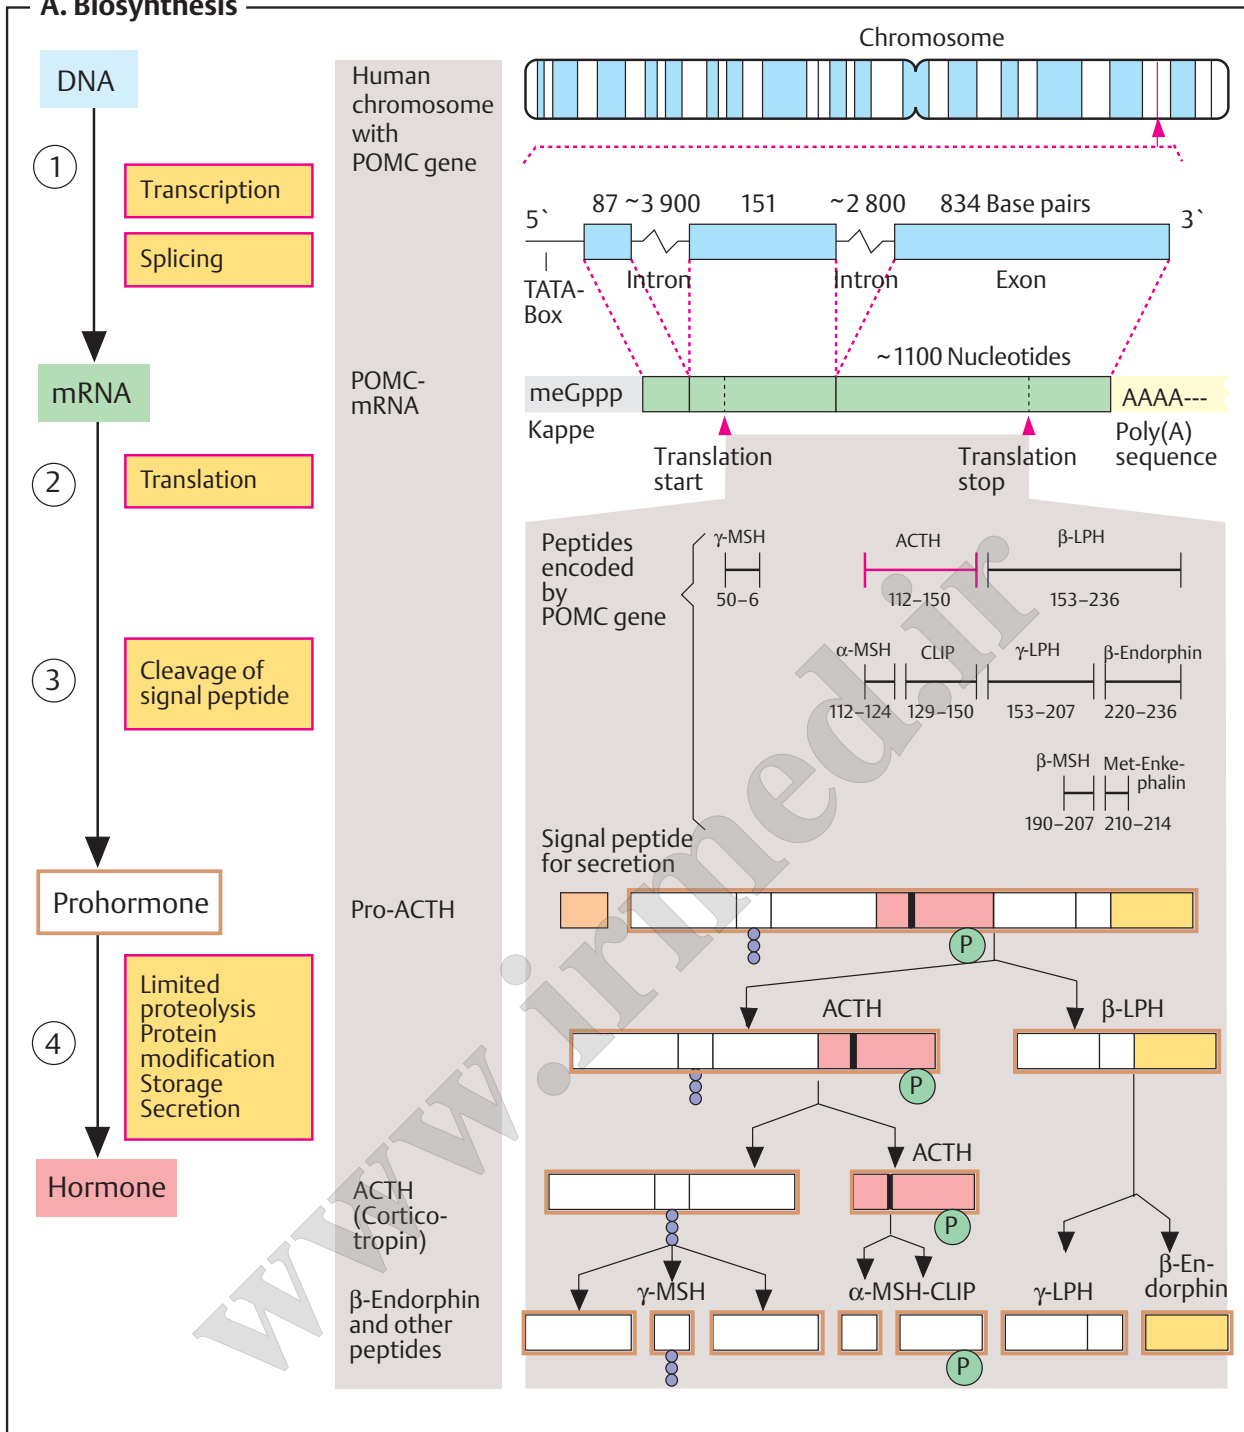 A. Biosynthesis
DNA
1
Transcription
Splicing
mRNA
2
Translation
3
Cleavage of
signal peptide
Prohormone
4
Limited
proteolysis
Protein
modification
Storage
Secretion
Hormone
Human
chromosome
with
POMC gene
POMC-
mRNA
Pro-ACTH
ACTH
(Cortico-
tropin)
β-Endorphin
and other
peptides
Chromosome
5` 87 ~3 900 151 ~2 800 834 Base pairs 3`
TATA-
Box
Intron Intron Exon
~1100 Nucleotides
meGppp AAAA---
Kappe
Translation
start
Translation
stop
Poly(A)
sequence
Peptides
encoded
by
POMC gene
γ-MSH ACTH β-LPH
50–6 112–150 153–236
α-MSH CLIP γ-LPH β-Endorphin
112–124 129–150 153–207 220–236
β-MSH Met-Enke-
phalin
190–207 210–214
Signal peptide
for secretion
P
ACTH β-LPH
P
ACTH
P
γ-MSH α-MSH-CLIP γ-LPH β-En-
dorphin
P
www.irmed.ir